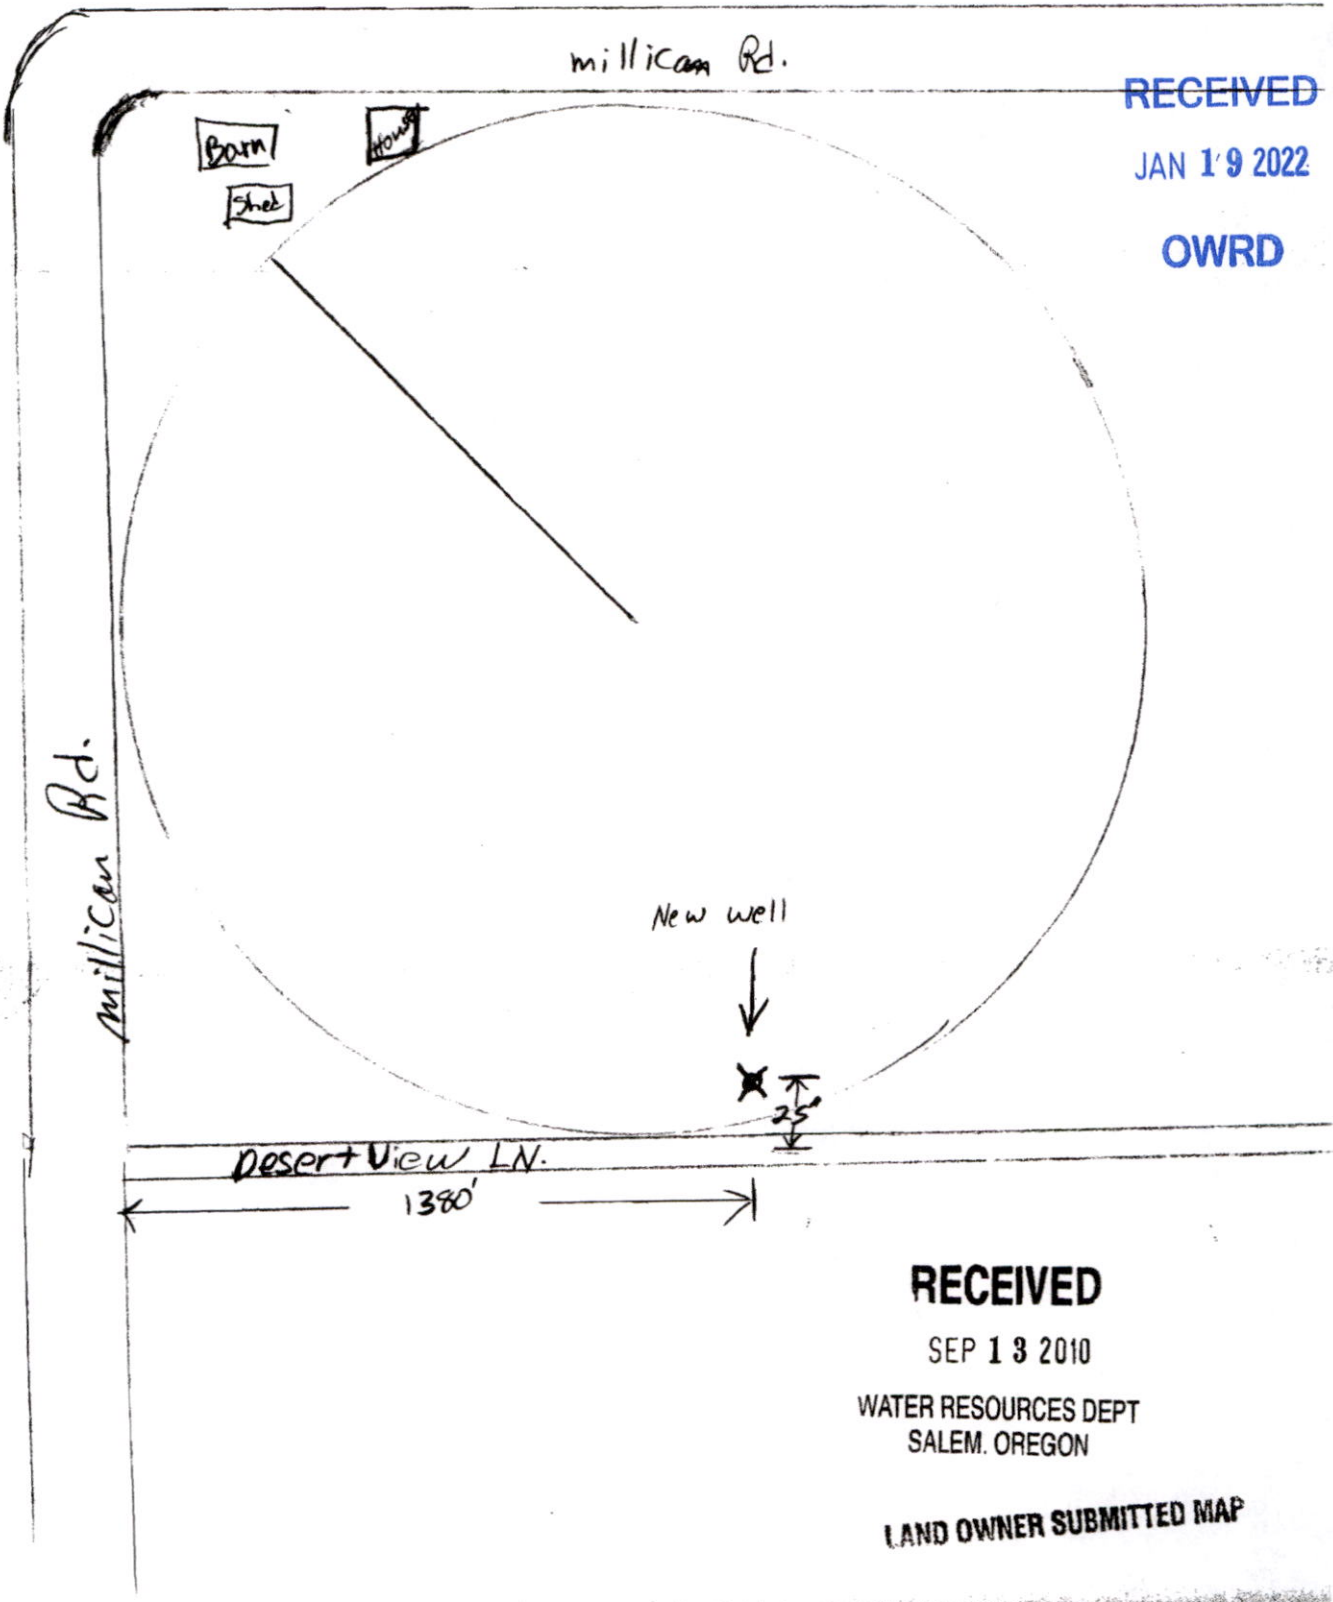 millican Rd.
RECEIVED
JAN 19 2022
OWRD
Barn
House
Shed
millican Rd.
New well
25'
Desert View LN.
1380'
RECEIVED
SEP 13 2010
WATER RESOURCES DEPT
SALEM. OREGON
LAND OWNER SUBMITTED MAP